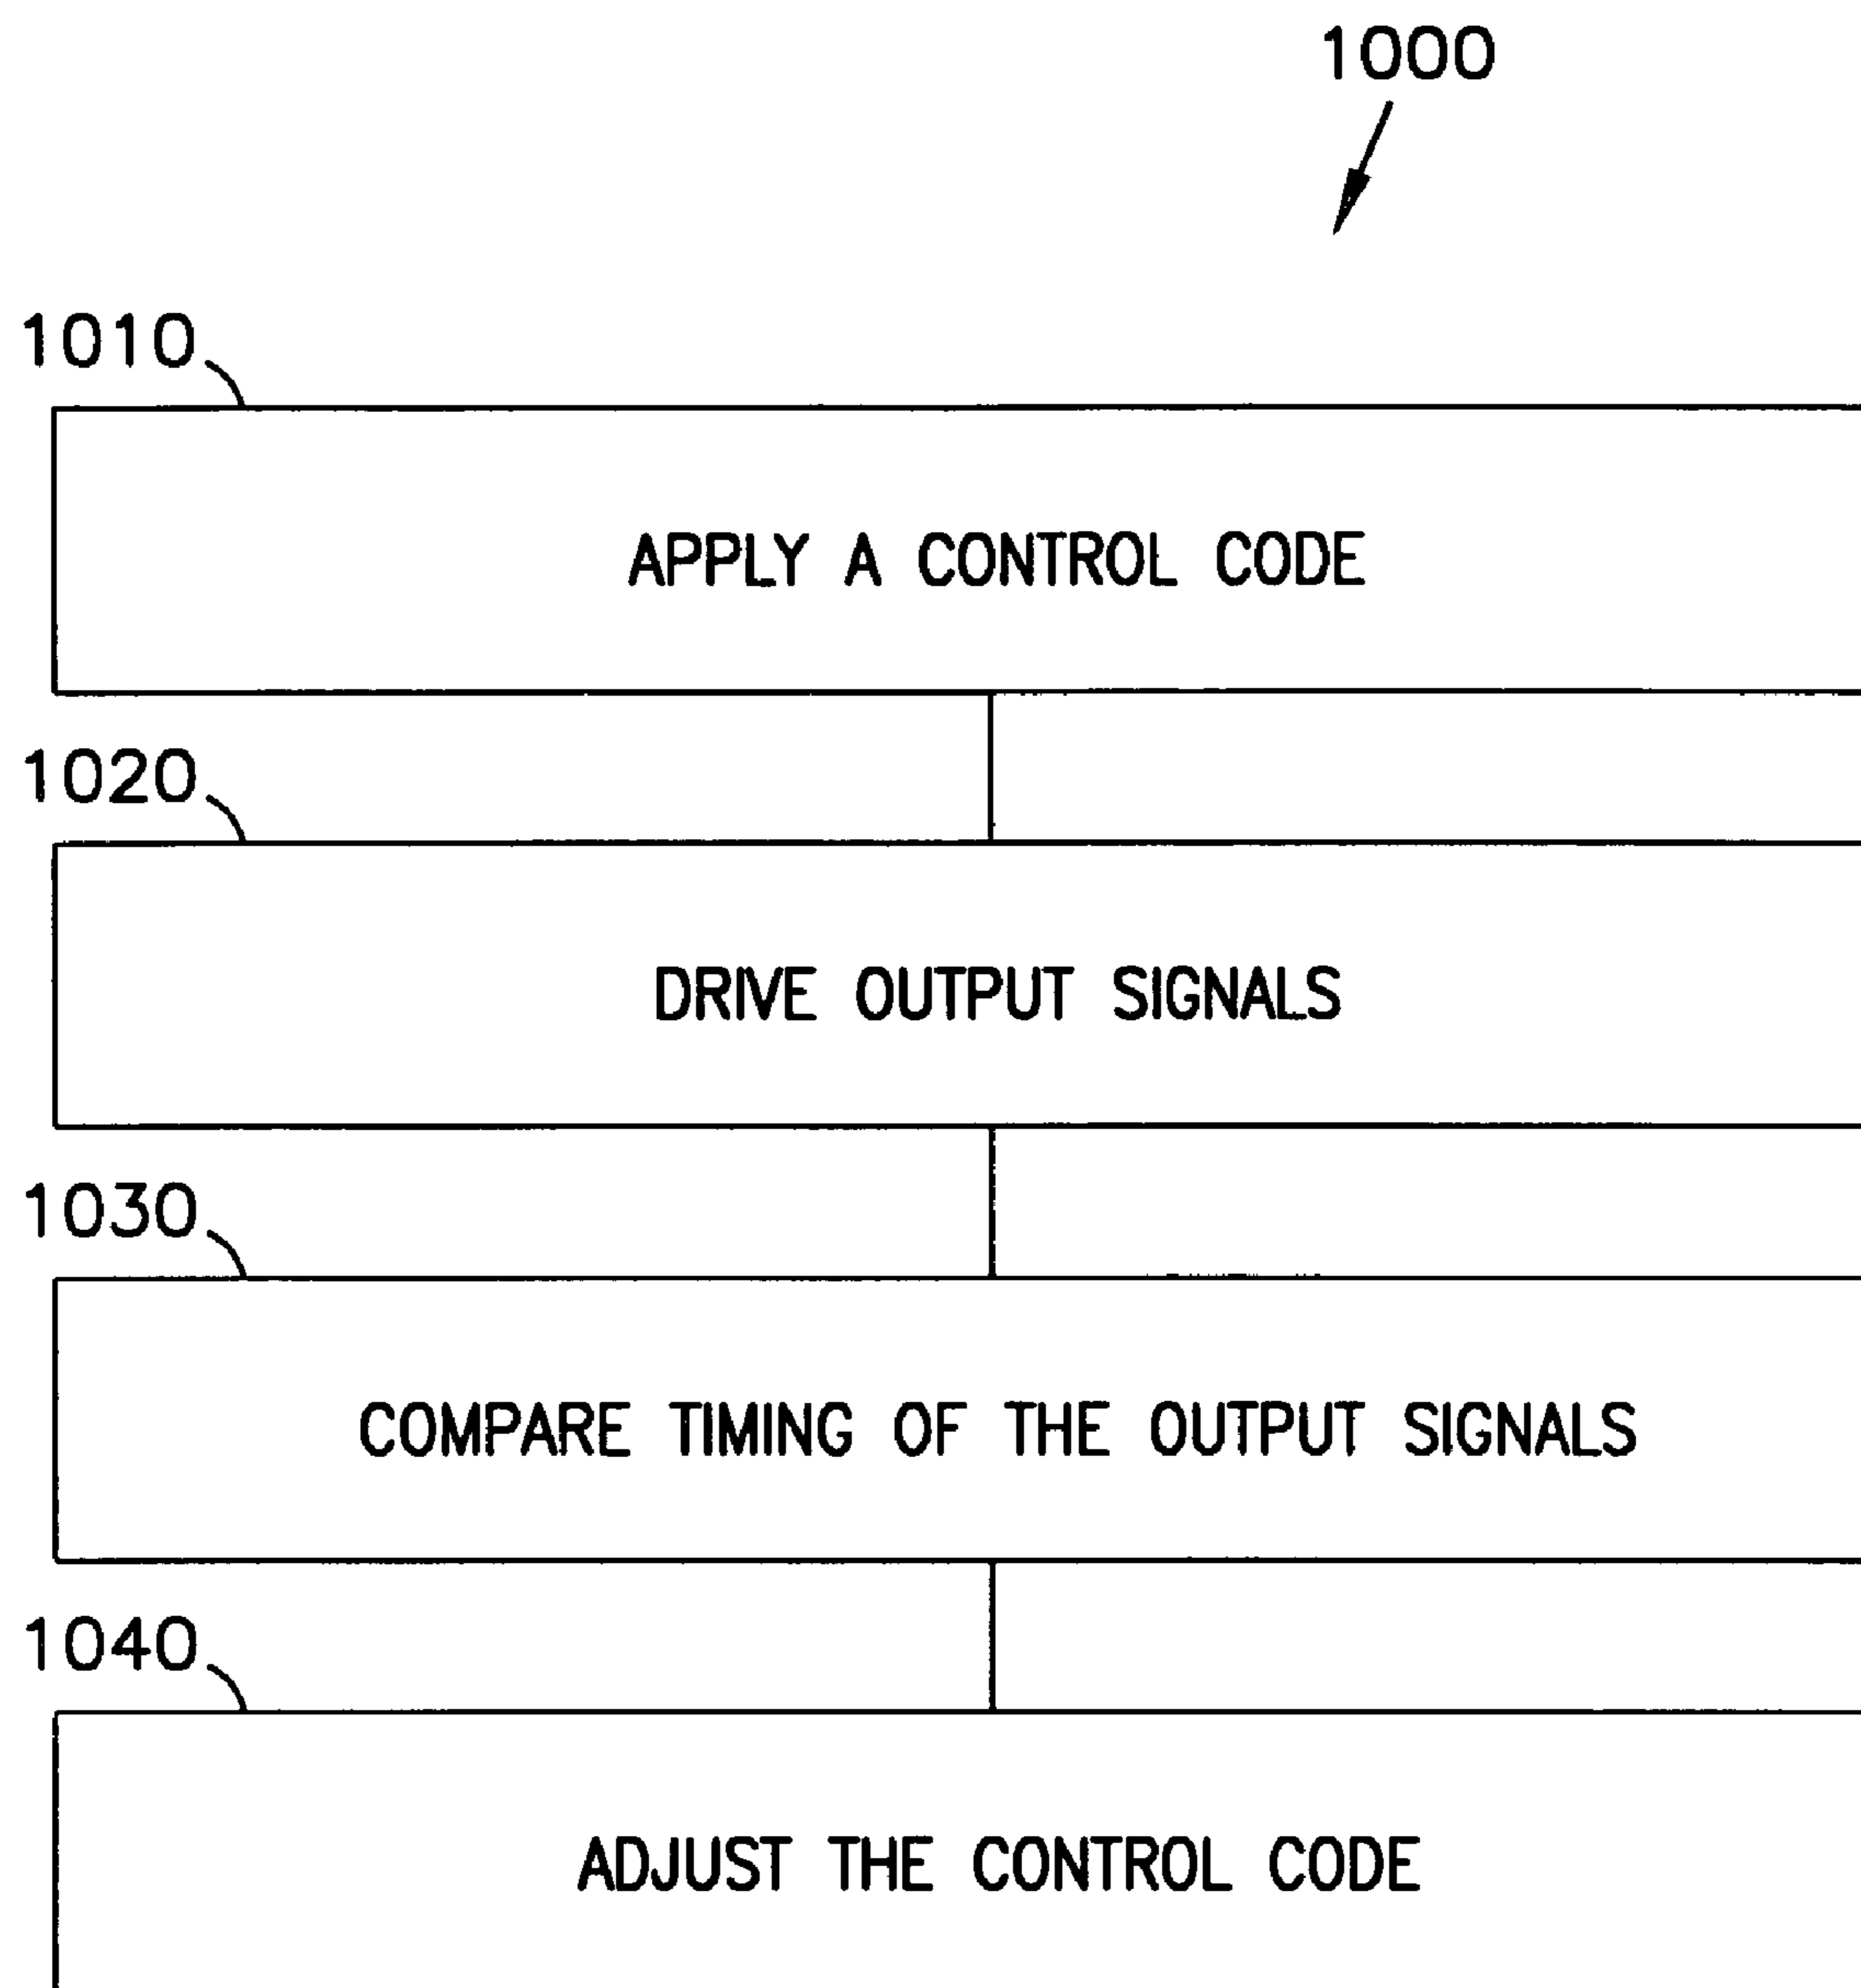 1000
1010
APPLY A CONTROL CODE
1020
DRIVE OUTPUT SIGNALS
1030
COMPARE TIMING OF THE OUTPUT SIGNALS
1040
ADJUST THE CONTROL CODE